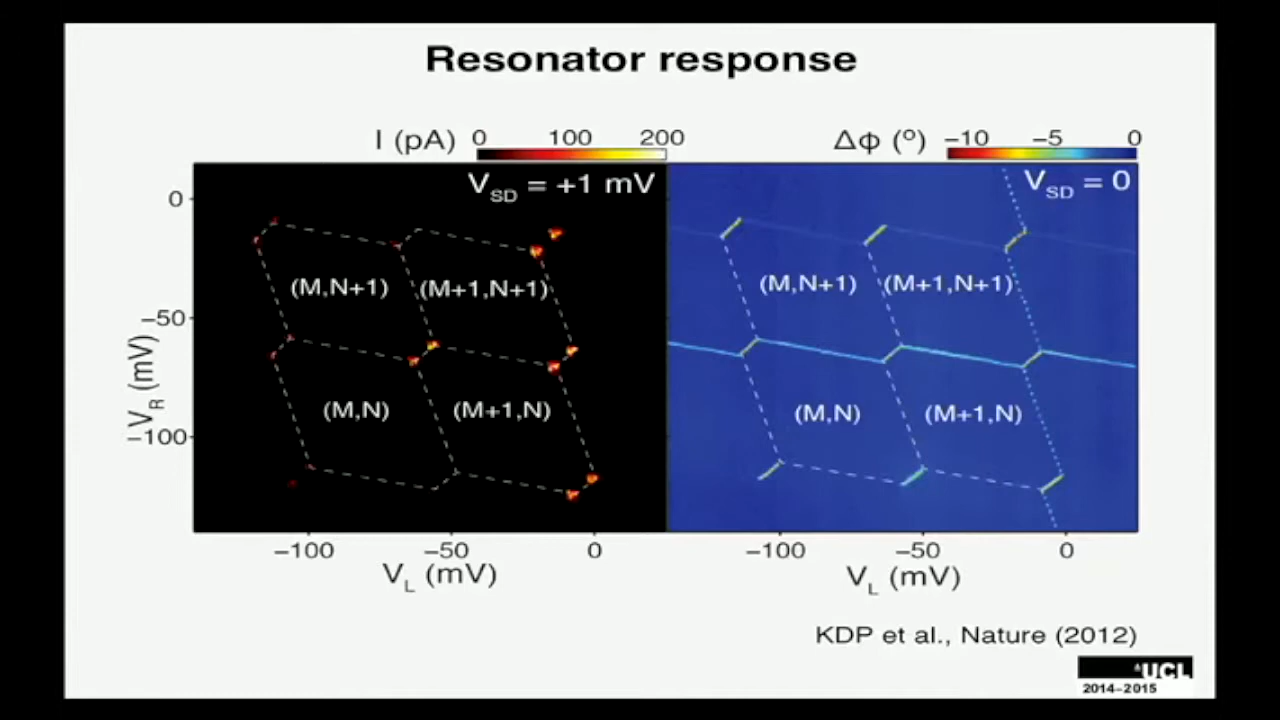 Resonator response
I (pA) 0 100 200
Δφ (°) −10 −5 0
V_SD = +1 mV
V_SD = 0
0
−50
−100
V_R (mV)
(M,N+1) (M+1,N+1)
(M,N) (M+1,N)
(M,N+1) (M+1,N+1)
(M,N) (M+1,N)
−100 −50 0
V_L (mV)
−100 −50 0
V_L (mV)
KDP et al., Nature (2012)
UCL
2014–2015